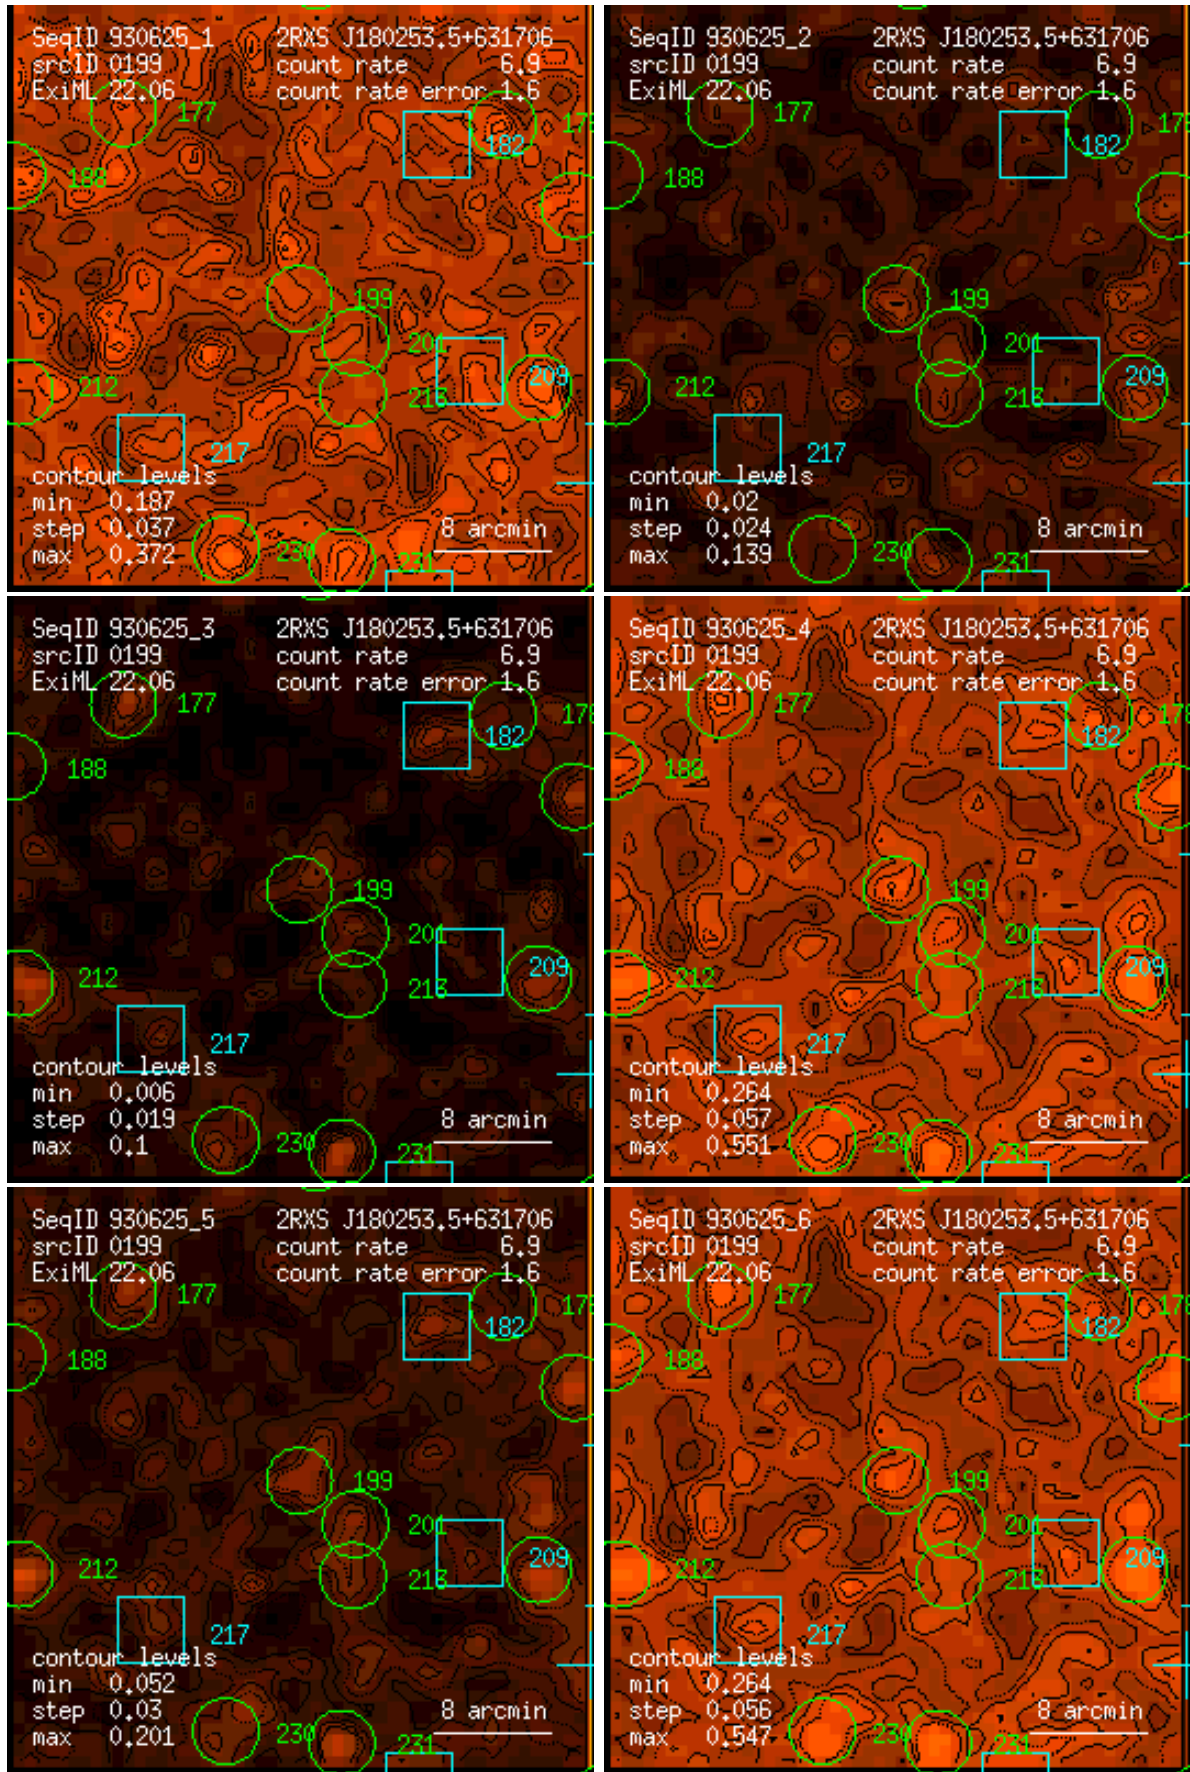 SeqID 930625_1 2RXS J180253.5+631706
srcID 0199 count rate 6.9
ExiML 22.06 count rate error 1.6
177
182
178
188
199
201
212
209
213
217
contour levels
min 0.187
step 0.037 8 arcmin
max 0.372
230
231
SeqID 930625_2 2RXS J180253.5+631706
srcID 0199 count rate 6.9
ExiML 22.06 count rate error 1.6
177
182
178
188
199
201
212
209
213
217
contour levels
min 0.02
step 0.024 8 arcmin
max 0.139
230
231
SeqID 930625_3 2RXS J180253.5+631706
srcID 0199 count rate 6.9
ExiML 22.06 count rate error 1.6
177
182
178
188
199
201
212
209
213
217
contour levels
min 0.006
step 0.019 8 arcmin
max 0.1
230
231
SeqID 930625_4 2RXS J180253.5+631706
srcID 0199 count rate 6.9
ExiML 22.06 count rate error 1.6
177
182
178
188
199
201
212
209
213
217
contour levels
min 0.264
step 0.057 8 arcmin
max 0.551
230
231
SeqID 930625_5 2RXS J180253.5+631706
srcID 0199 count rate 6.9
ExiML 22.06 count rate error 1.6
177
182
178
188
199
201
212
209
213
217
contour levels
min 0.052
step 0.03 8 arcmin
max 0.201
230
231
SeqID 930625_6 2RXS J180253.5+631706
srcID 0199 count rate 6.9
ExiML 22.06 count rate error 1.6
177
182
178
188
199
201
212
209
213
217
contour levels
min 0.264
step 0.056 8 arcmin
max 0.547
230
231